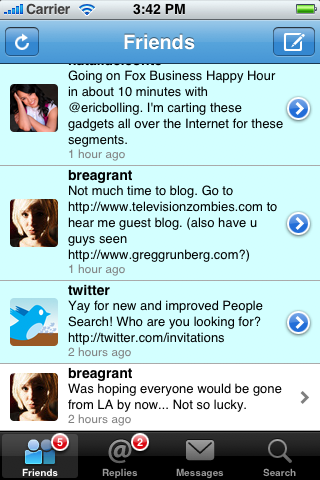 Carrier 3:42 PM
Friends
Going on Fox Business Happy Hour
in about 10 minutes with
@ericbolling. I'm carting these
gadgets all over the Internet for these
segments.
1 hour ago
breagrant
Not much time to blog. Go to
http://www.televisionzombies.com to
hear me guest blog. (also have u
guys seen
http://www.greggrunberg.com?)
1 hour ago
twitter
Yay for new and improved People
Search! Who are you looking for?
http://twitter.com/invitations
2 hours ago
breagrant
Was hoping everyone would be gone
from LA by now... Not so lucky.
2 hours ago
5 @ 2
Friends Replies Messages Search